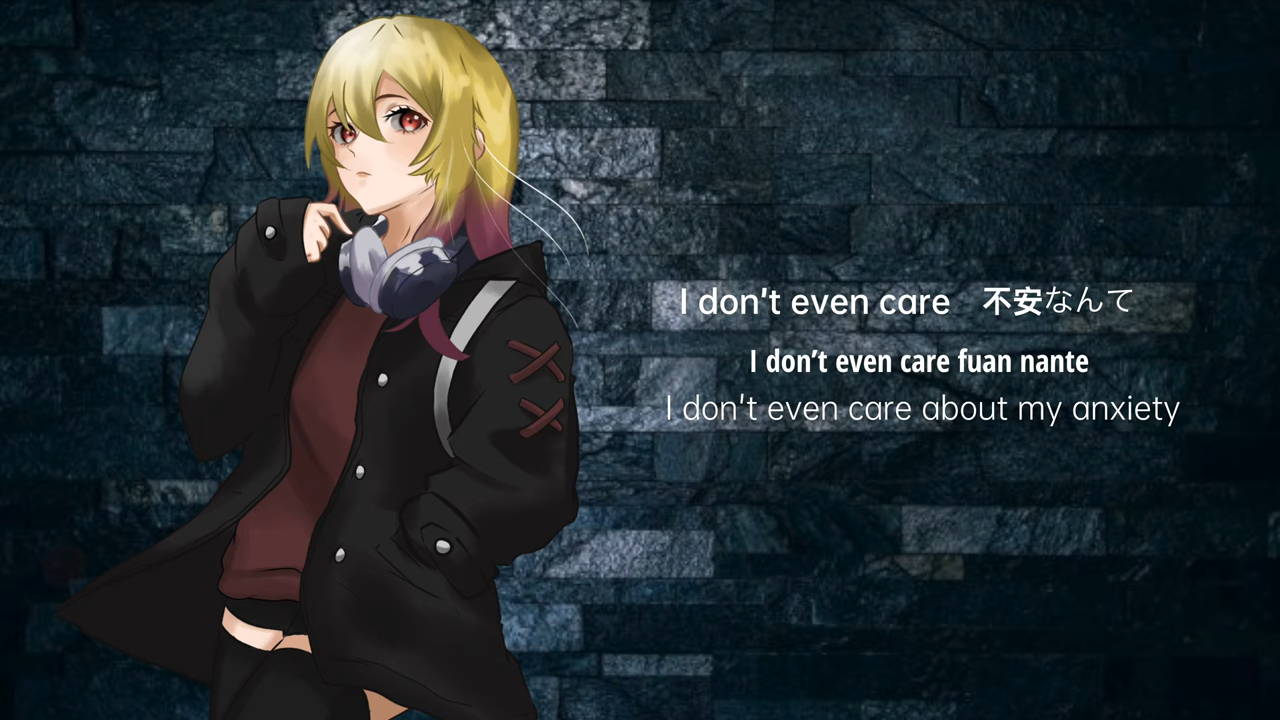 I don't even care　不安なんて
I don't even care fuan nante
I don't even care about my anxiety